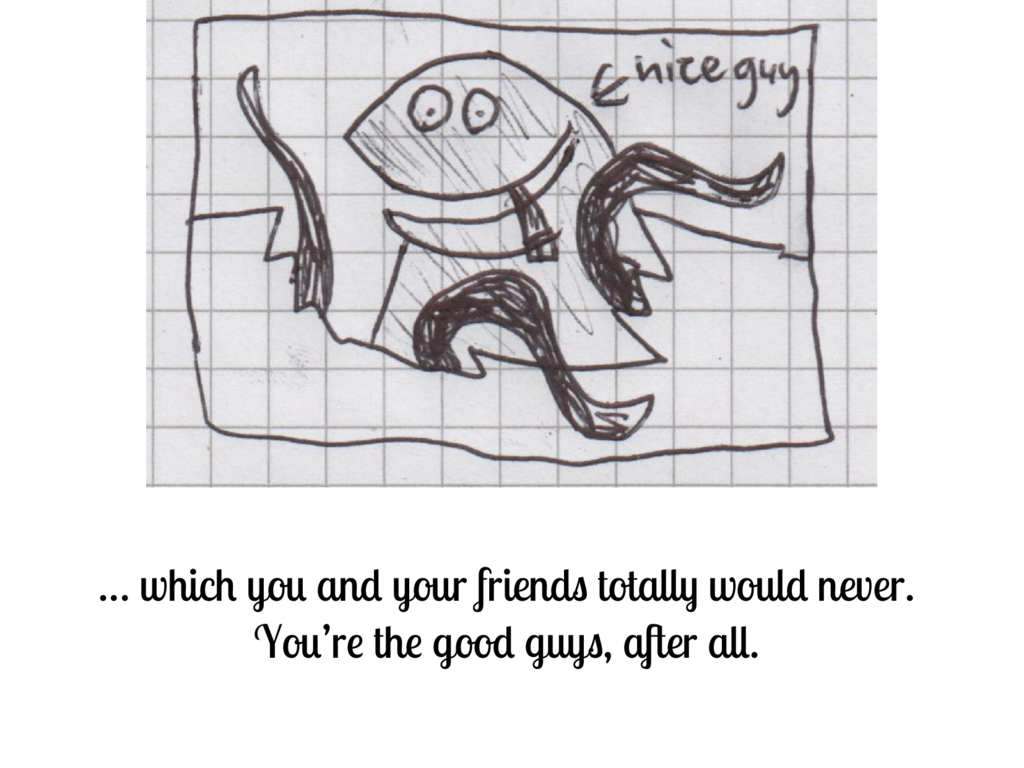 nice guy
... which you and your friends totally would never.
You're the good guys, after all.